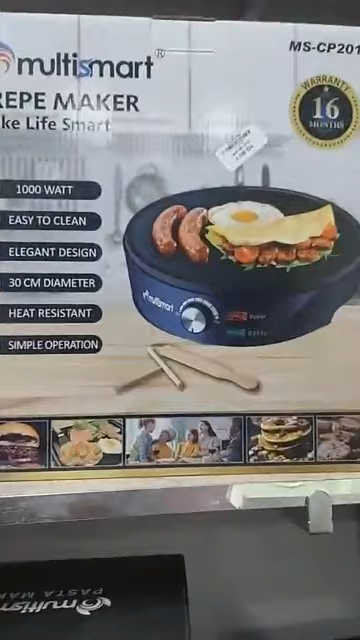 multismart®
MS-CP201
REPE MAKER
ke Life Smart
WARRANTY
16
MONTHS
1000 WATT
EASY TO CLEAN
ELEGANT DESIGN
30 CM DIAMETER
HEAT RESISTANT
SIMPLE OPERATION
multismart
Power
multism
PASTA MA